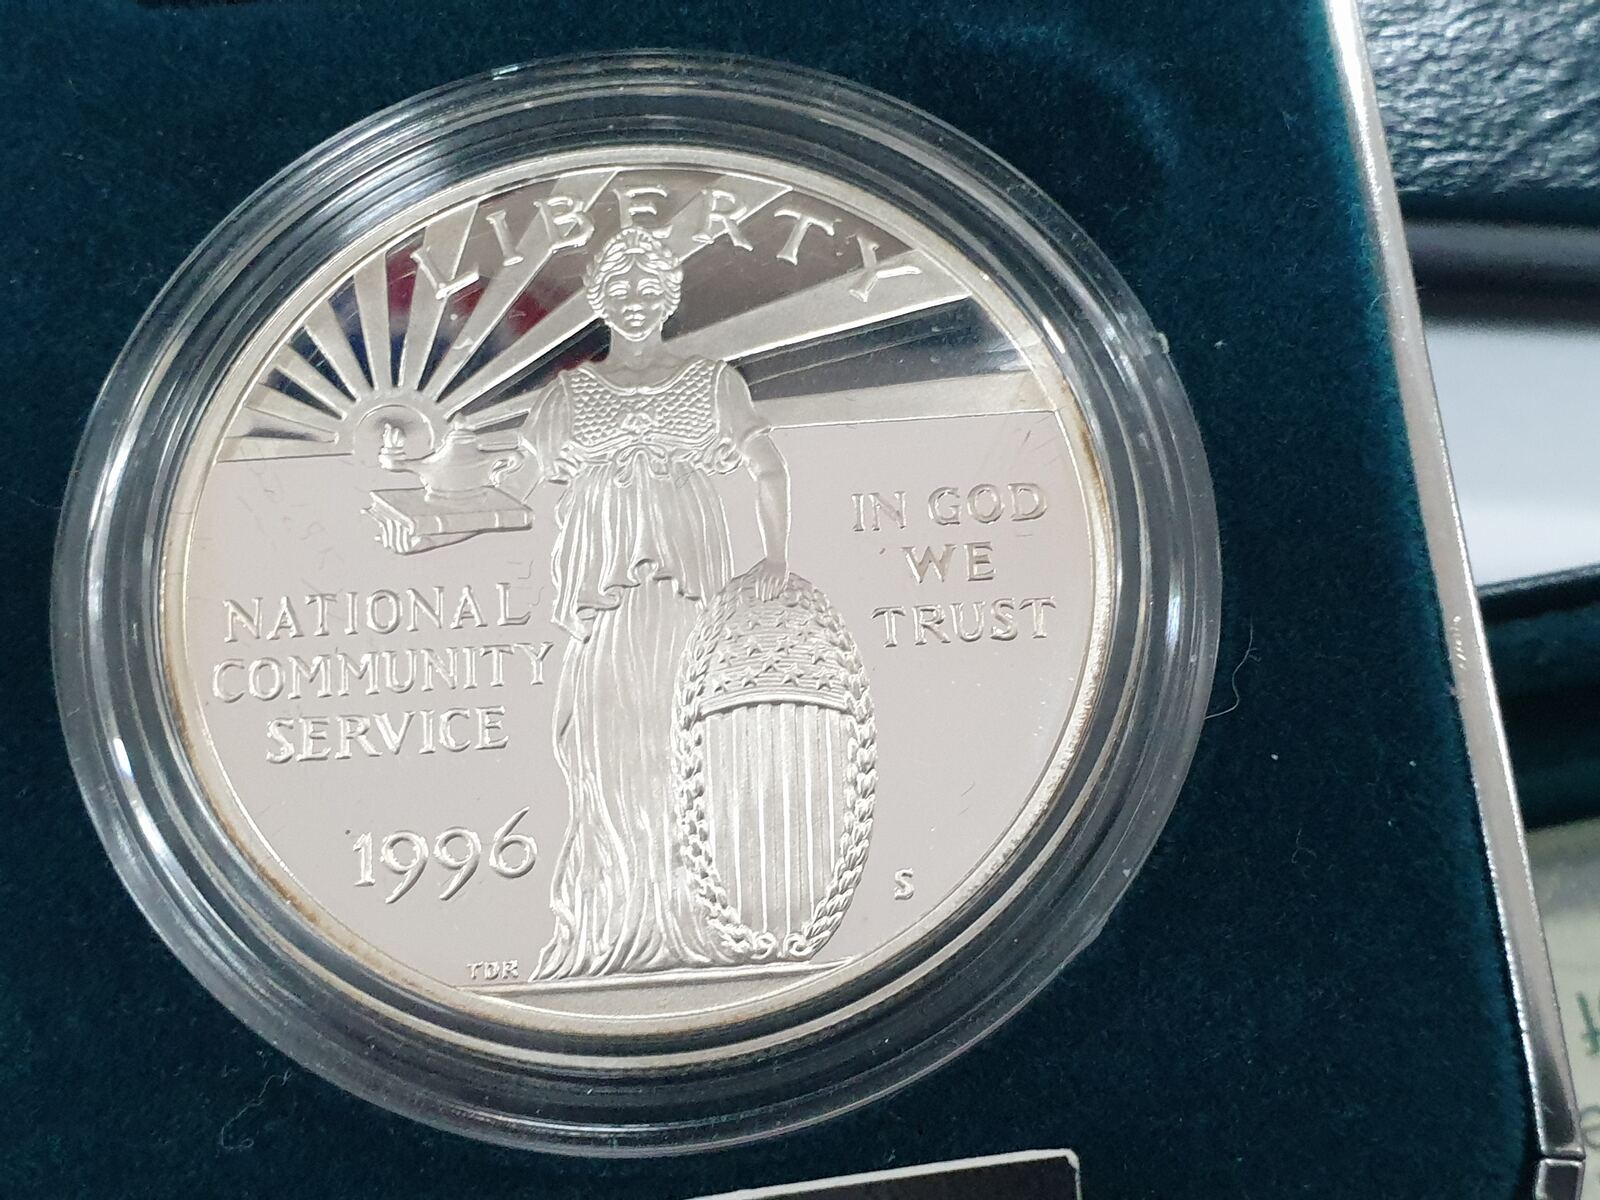 LIBERTY
IN GOD
WE
TRUST
NATIONAL
COMMUNITY
SERVICE
1996
S
TDR